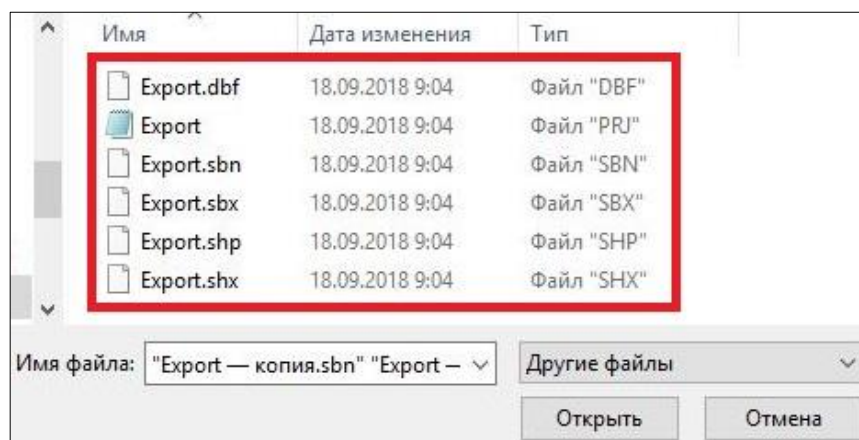 Имя Дата изменения Тип
Export.dbf 18.09.2018 9:04 Файл "DBF"
Export 18.09.2018 9:04 Файл "PRJ"
Export.sbn 18.09.2018 9:04 Файл "SBN"
Export.sbx 18.09.2018 9:04 Файл "SBX"
Export.shp 18.09.2018 9:04 Файл "SHP"
Export.shx 18.09.2018 9:04 Файл "SHX"
Имя файла: "Export — копия.sbn" "Export — Другие файлы
Открыть Отмена